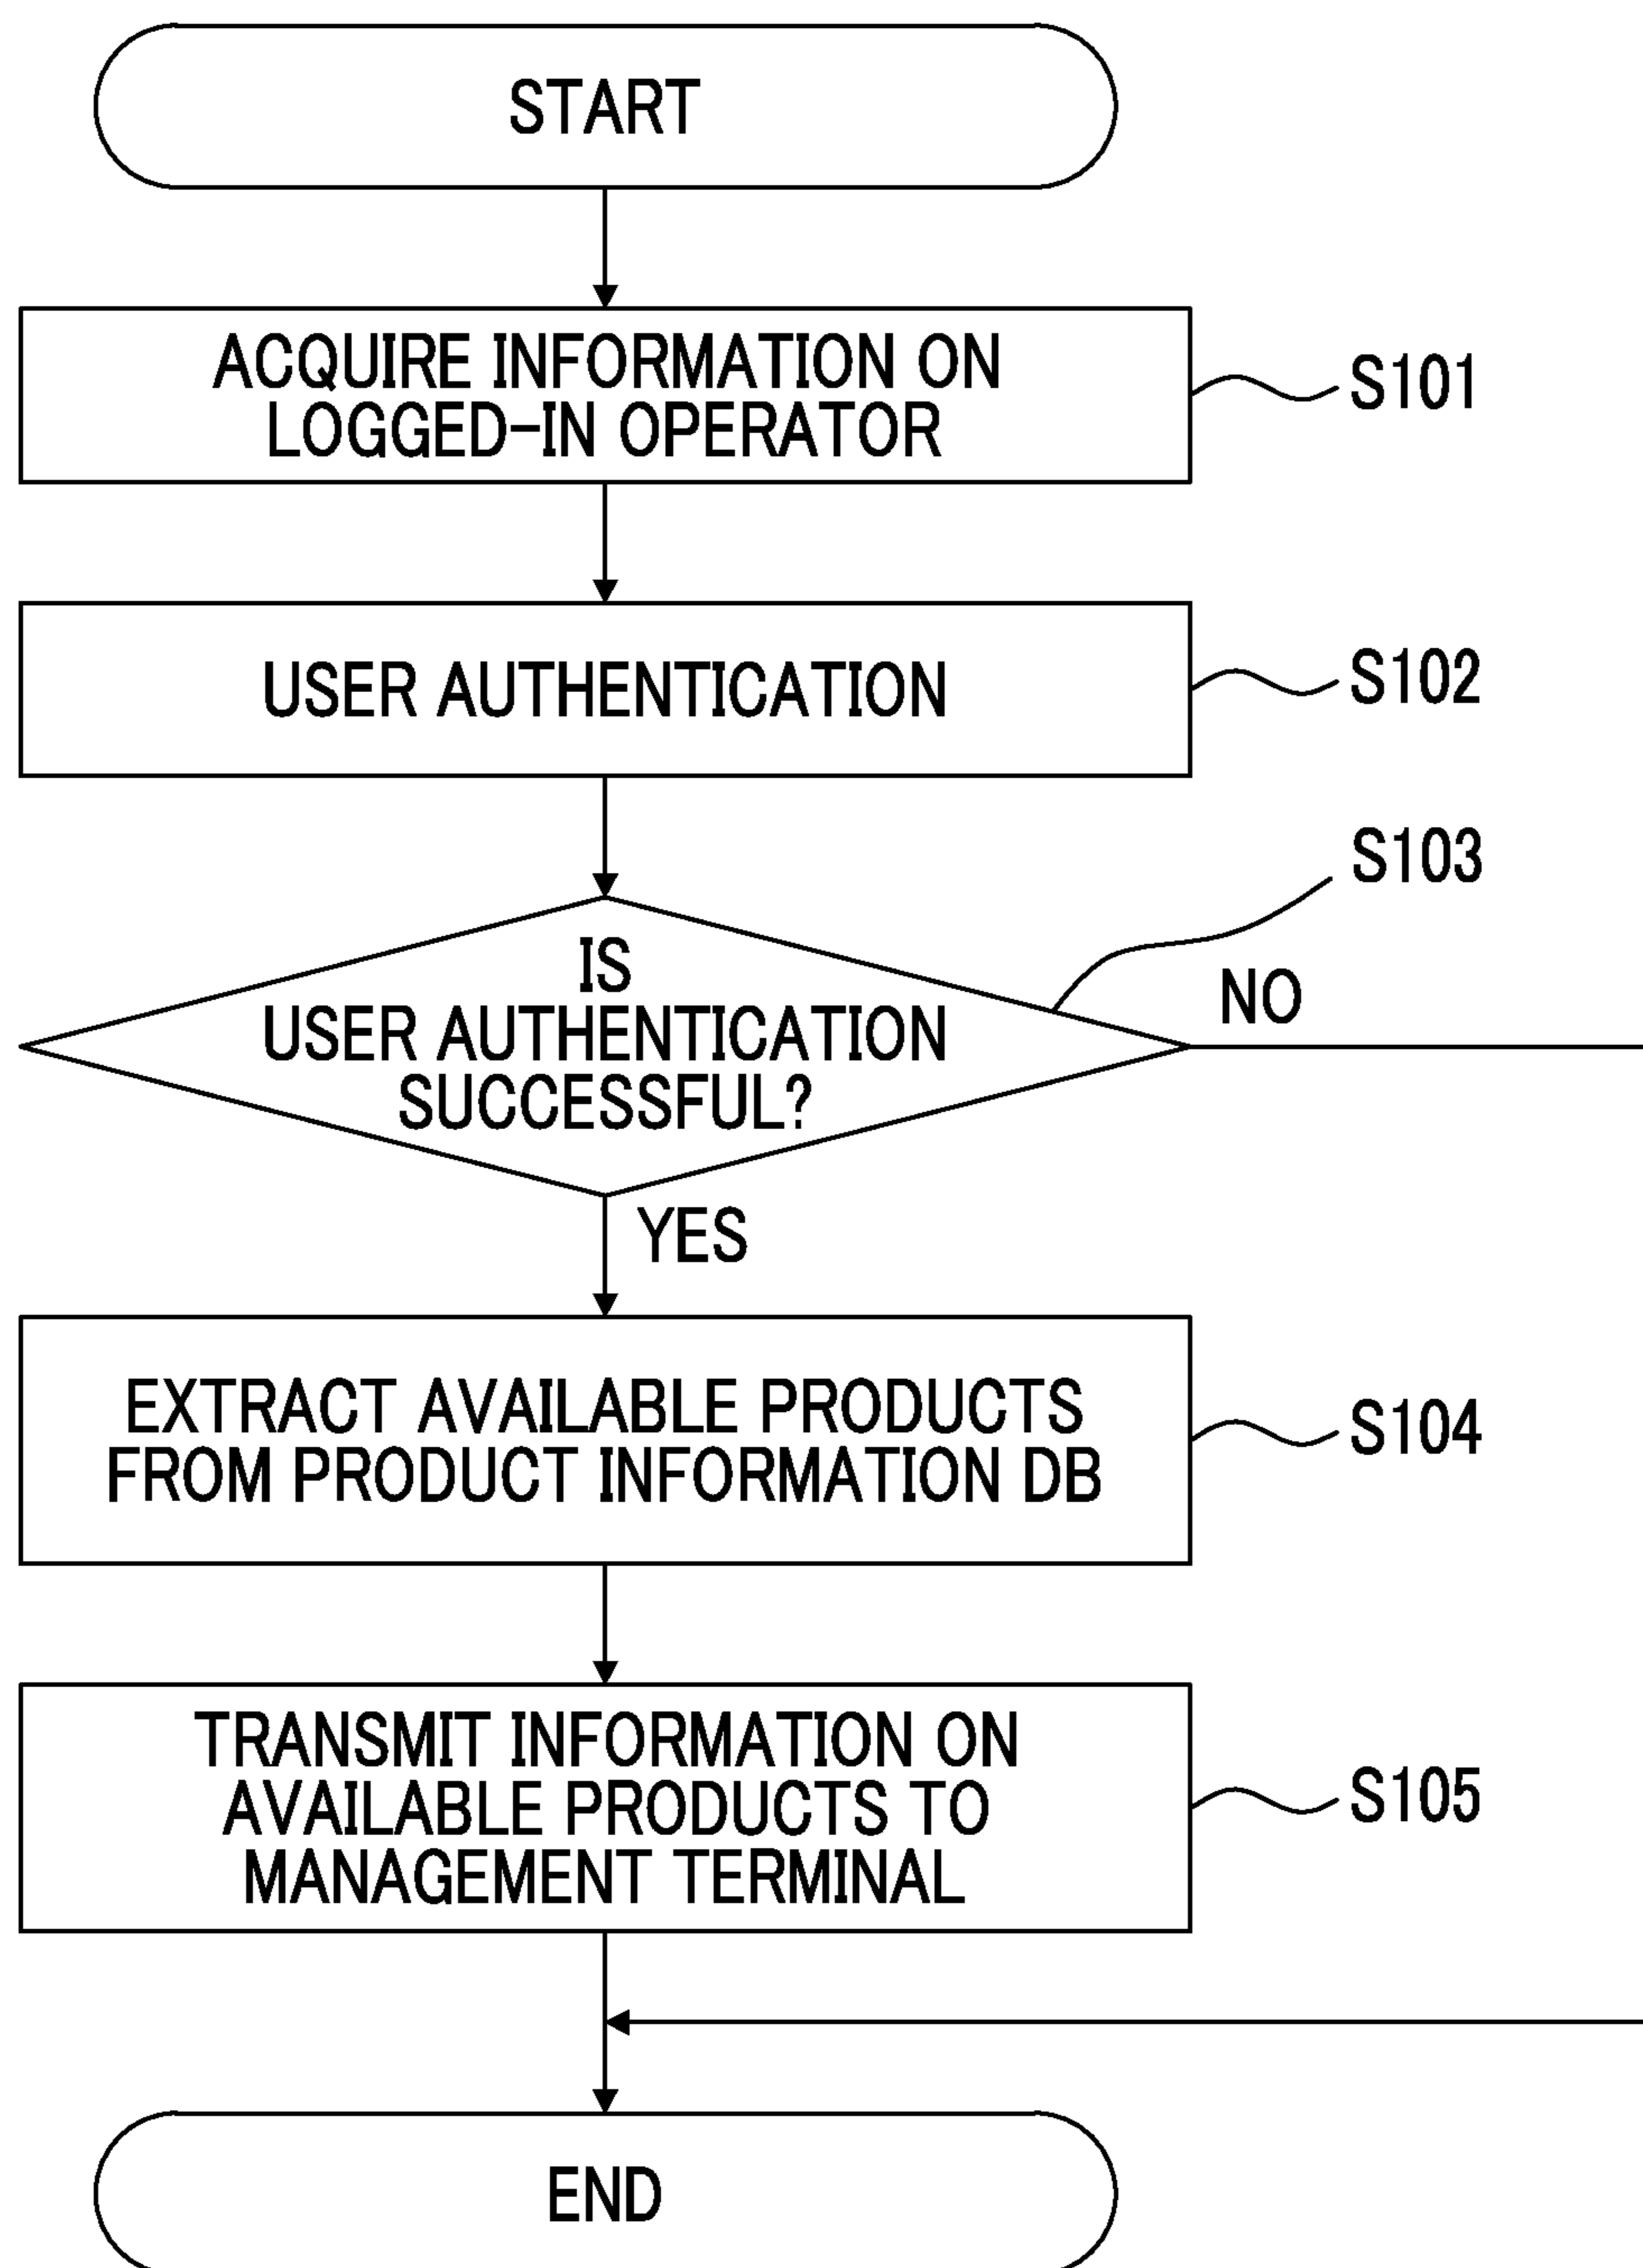 START
ACQUIRE INFORMATION ON
LOGGED-IN OPERATOR
S101
USER AUTHENTICATION
S102
S103
IS
USER AUTHENTICATION
SUCCESSFUL?
NO
YES
EXTRACT AVAILABLE PRODUCTS
FROM PRODUCT INFORMATION DB
S104
TRANSMIT INFORMATION ON
AVAILABLE PRODUCTS TO
MANAGEMENT TERMINAL
S105
END